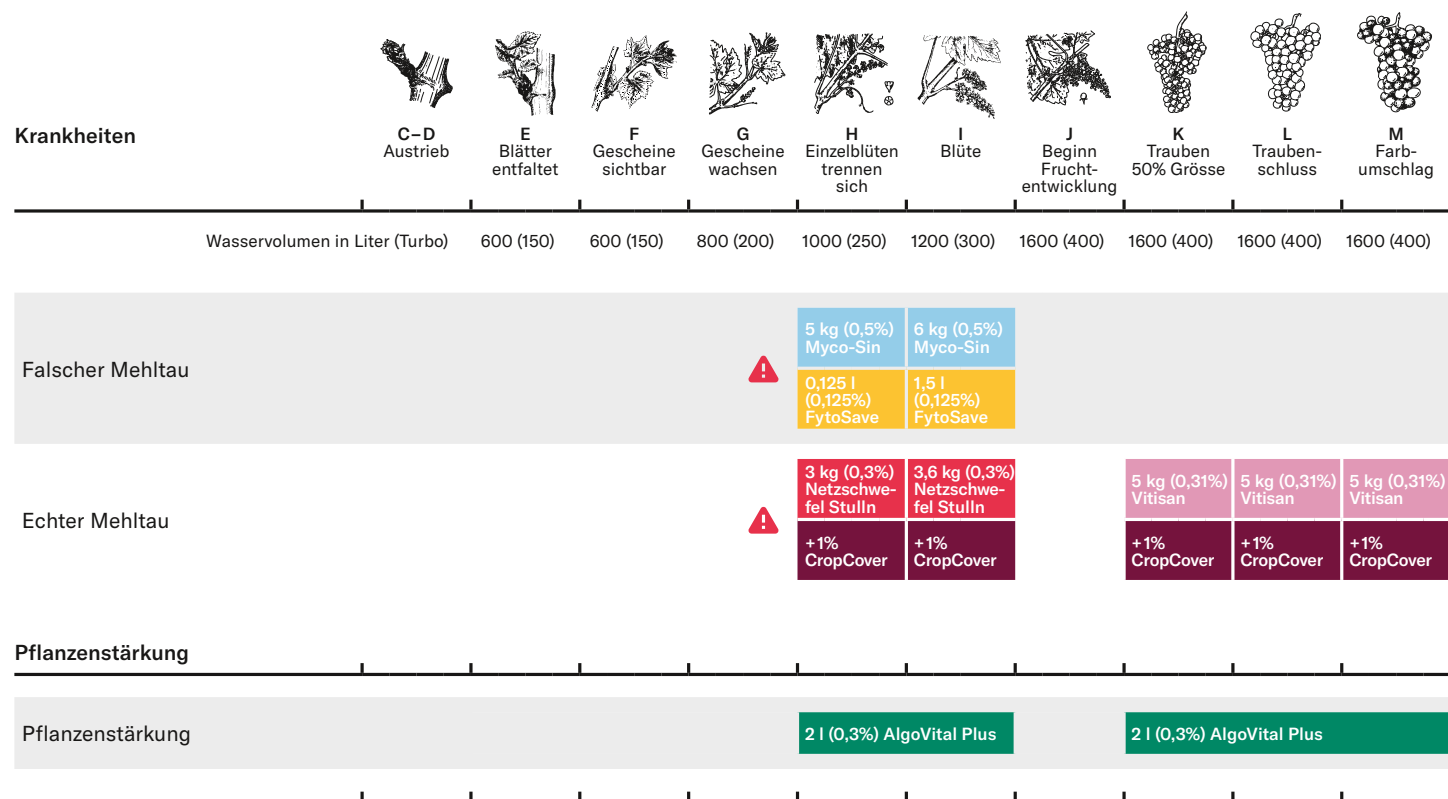 Krankheiten
C–D
Austrieb
E
Blätter
entfaltet
F
Gescheine
sichtbar
G
Gescheine
wachsen
H
Einzelblüten
trennen
sich
I
Blüte
J
Beginn
Frucht-
entwicklung
K
Trauben
50% Grösse
L
Trauben-
schluss
M
Farb-
umschlag
Wasservolumen in Liter (Turbo) 600 (150) 600 (150) 800 (200) 1000 (250) 1200 (300) 1600 (400) 1600 (400) 1600 (400) 1600 (400)
Falscher Mehltau
5 kg (0,5%)
Myco-Sin
6 kg (0,5%)
Myco-Sin
0,125 l
(0,125%)
FytoSave
1,5 l
(0,125%)
FytoSave
Echter Mehltau
3 kg (0,3%)
Netzschwe-
fel Stulln
3,6 kg (0,3%)
Netzschwe-
fel Stulln
5 kg (0,31%)
Vitisan
5 kg (0,31%)
Vitisan
5 kg (0,31%)
Vitisan
+1%
CropCover
+1%
CropCover
+1%
CropCover
+1%
CropCover
+1%
CropCover
Pflanzenstärkung
Pflanzenstärkung
2 l (0,3%) AlgoVital Plus
2 l (0,3%) AlgoVital Plus